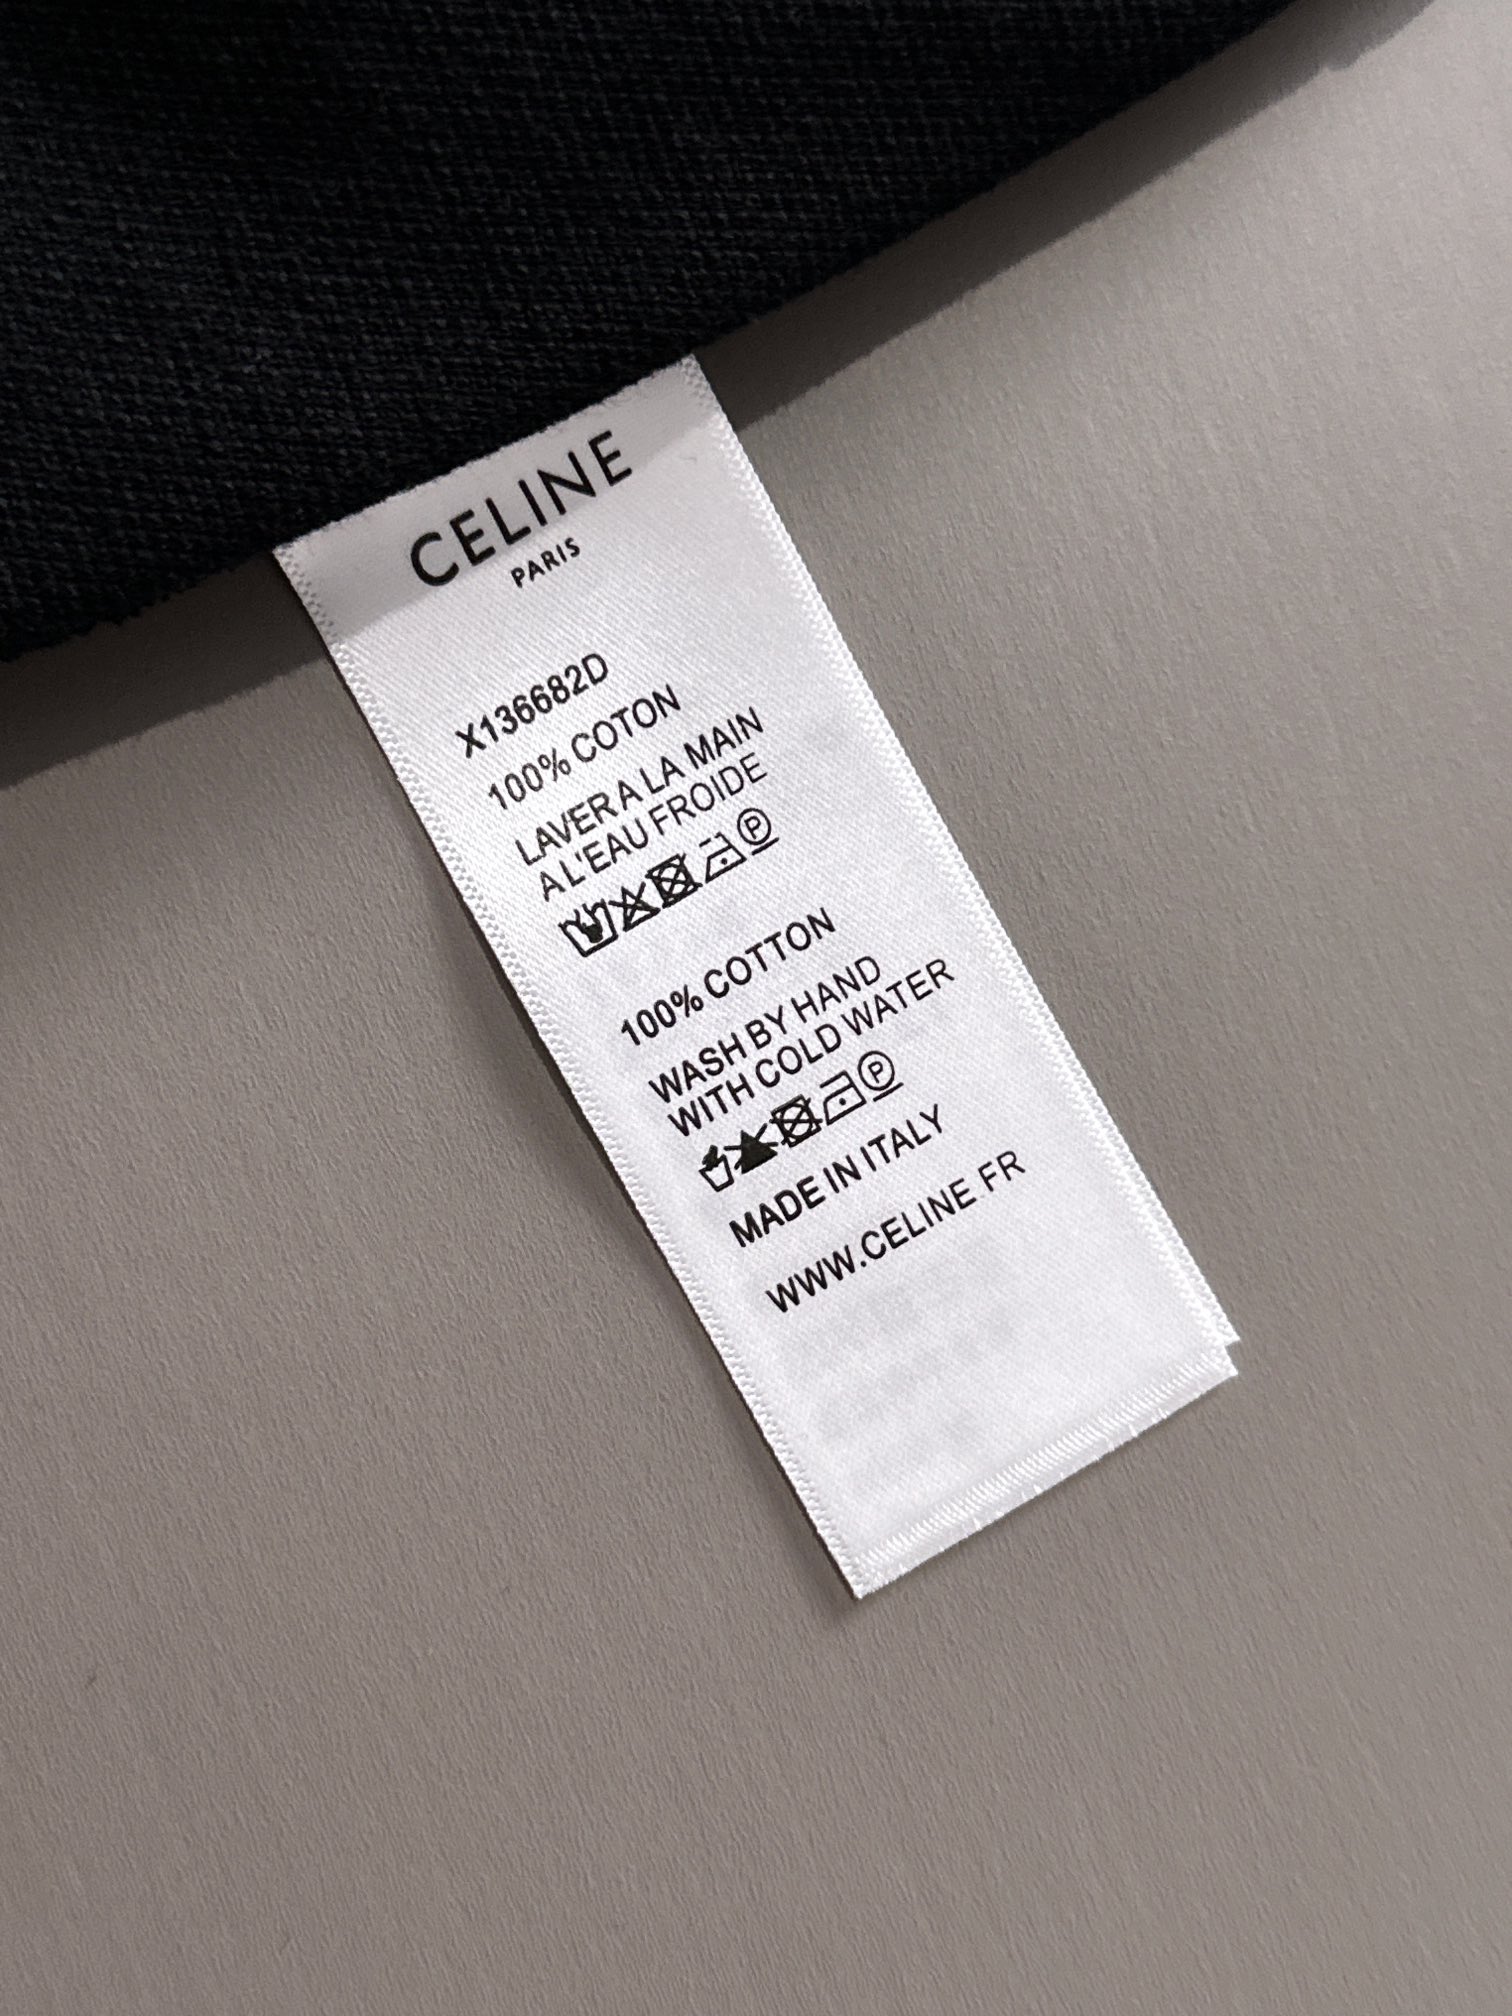 CELINE
PARIS
X136682D
100% COTON
LAVER A LA MAIN
A L'EAU FROIDE
P
100% COTTON
WASH BY HAND
WITH COLD WATER
P
MADE IN ITALY
WWW.CELINE FR